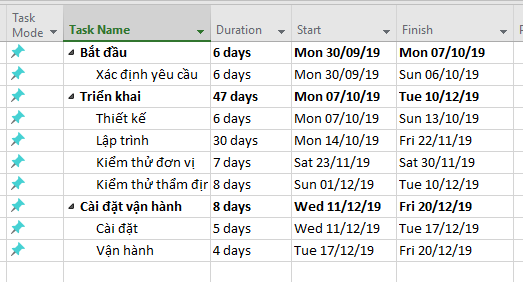 Task Mode Task Name Duration Start Finish
Bắt đầu 6 days Mon 30/09/19 Mon 07/10/19
Xác định yêu cầu 6 days Mon 30/09/19 Sun 06/10/19
Triển khai 47 days Mon 07/10/19 Tue 10/12/19
Thiết kế 6 days Mon 07/10/19 Sun 13/10/19
Lập trình 30 days Mon 14/10/19 Fri 22/11/19
Kiểm thử đơn vị 7 days Sat 23/11/19 Sat 30/11/19
Kiểm thử thẩm địr 8 days Sun 01/12/19 Tue 10/12/19
Cài đặt vận hành 8 days Wed 11/12/19 Fri 20/12/19
Cài đặt 5 days Wed 11/12/19 Tue 17/12/19
Vận hành 4 days Tue 17/12/19 Fri 20/12/19